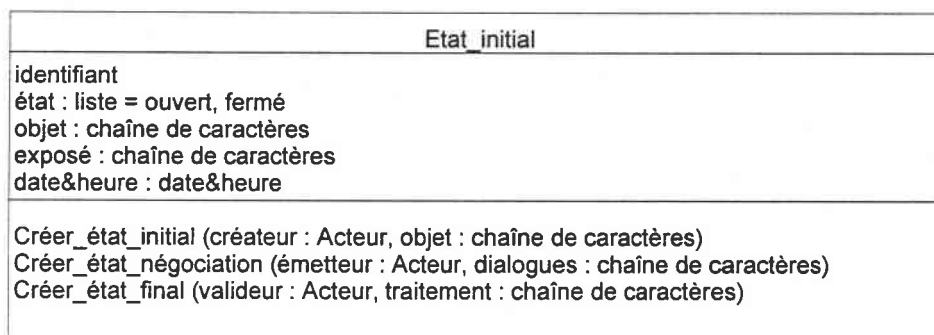 Etat_initial
identifiant
état : liste = ouvert, fermé
objet : chaîne de caractères
exposé : chaîne de caractères
date&heure : date&heure
Créer_état_initial (créateur : Acteur, objet : chaîne de caractères)
Créer_état_négociation (émetteur : Acteur, dialogues : chaîne de caractères)
Créer_état_final (valideur : Acteur, traitement : chaîne de caractères)